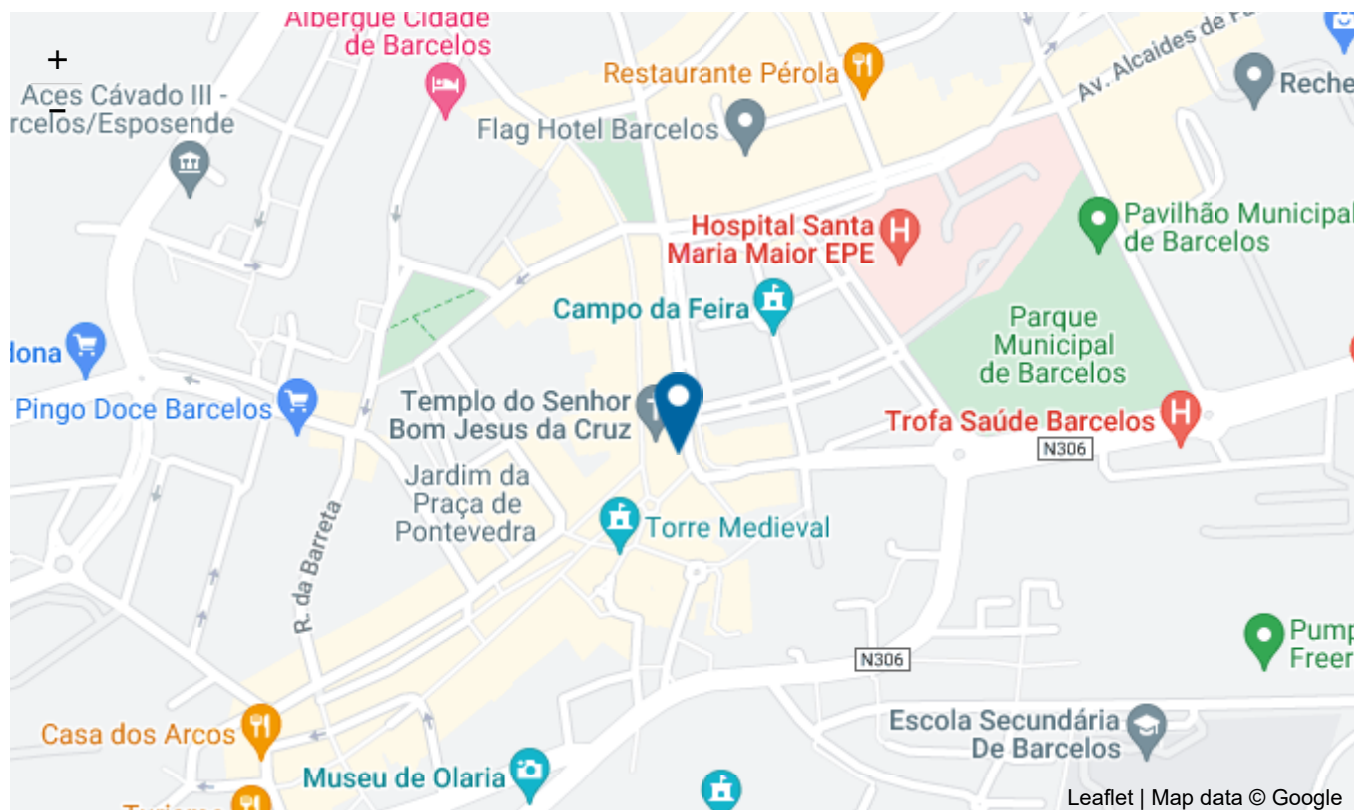 Albergue Cidade
de Barcelos
+
−
Aces Cávado III -
rcelos/Esposende
Restaurante Pérola
Flag Hotel Barcelos
Av. Alcaides de
Reche
Hospital Santa
Maria Maior EPE
H
Pavilhão Municipal
de Barcelos
Campo da Feira
Parque
Municipal
de Barcelos
dona
Pingo Doce Barcelos
Templo do Senhor
Bom Jesus da Cruz
Trofa Saúde Barcelos
H
N306
Jardim da
Praça de
Pontevedra
Torre Medieval
R. da Barreta
N306
Pump
Freer
Casa dos Arcos
Escola Secundária
De Barcelos
Museu de Olaria
Turismo
Leaflet | Map data © Google